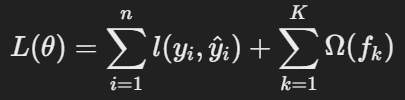 L(θ) = ∑_{i=1}^{n} l(y_i, ŷ_i) + ∑_{k=1}^{K} Ω(f_k)